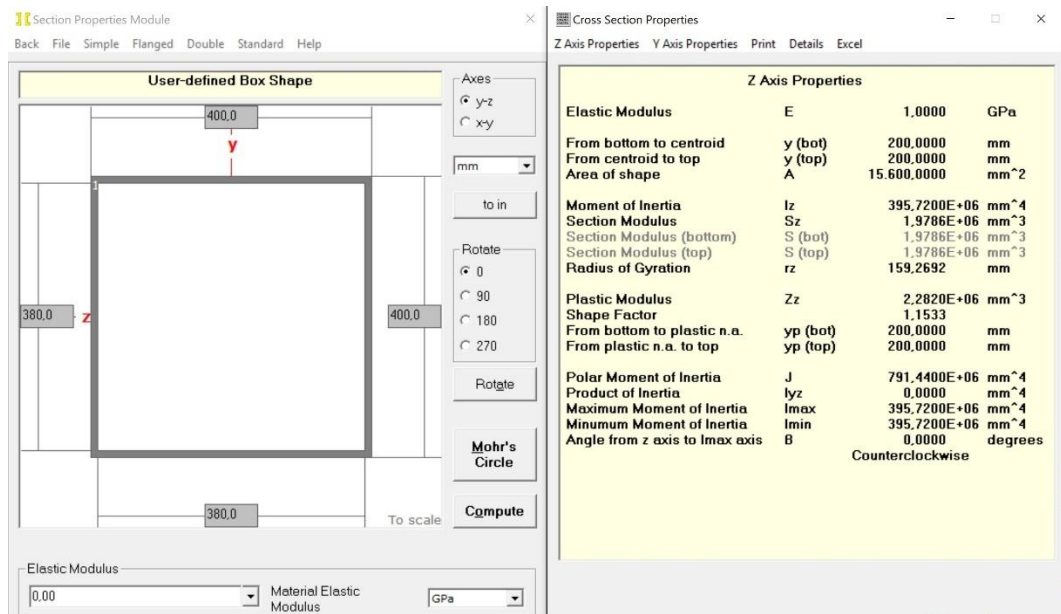 Section Properties Module
Back File Simple Flanged Double Standard Help
User-defined Box Shape
400,0
y
1
380,0
z
400,0
380,0
To scale
Axes
y-z
x-y
mm
to in
Rotate
0
90
180
270
Rotate
Mohr's
Circle
Compute
Elastic Modulus
0,00
Material Elastic
Modulus
GPa
Cross Section Properties
Z Axis Properties Y Axis Properties Print Details Excel
Z Axis Properties
Elastic Modulus E 1,0000 GPa
From bottom to centroid y (bot) 200,0000 mm
From centroid to top y (top) 200,0000 mm
Area of shape A 15.600,0000 mm^2
Moment of Inertia Iz 395,7200E+06 mm^4
Section Modulus Sz 1,9786E+06 mm^3
Section Modulus (bottom) S (bot) 1,9786E+06 mm^3
Section Modulus (top) S (top) 1,9786E+06 mm^3
Radius of Gyration rz 159,2692 mm
Plastic Modulus Zz 2,2820E+06 mm^3
Shape Factor 1,1533
From bottom to plastic n.a. yp (bot) 200,0000 mm
From plastic n.a. to top yp (top) 200,0000 mm
Polar Moment of Inertia J 791,4400E+06 mm^4
Product of Inertia Iyz 0,0000 mm^4
Maximum Moment of Inertia Imax 395,7200E+06 mm^4
Minumum Moment of Inertia Imin 395,7200E+06 mm^4
Angle from z axis to Imax axis B 0,0000 degrees
Counterclockwise